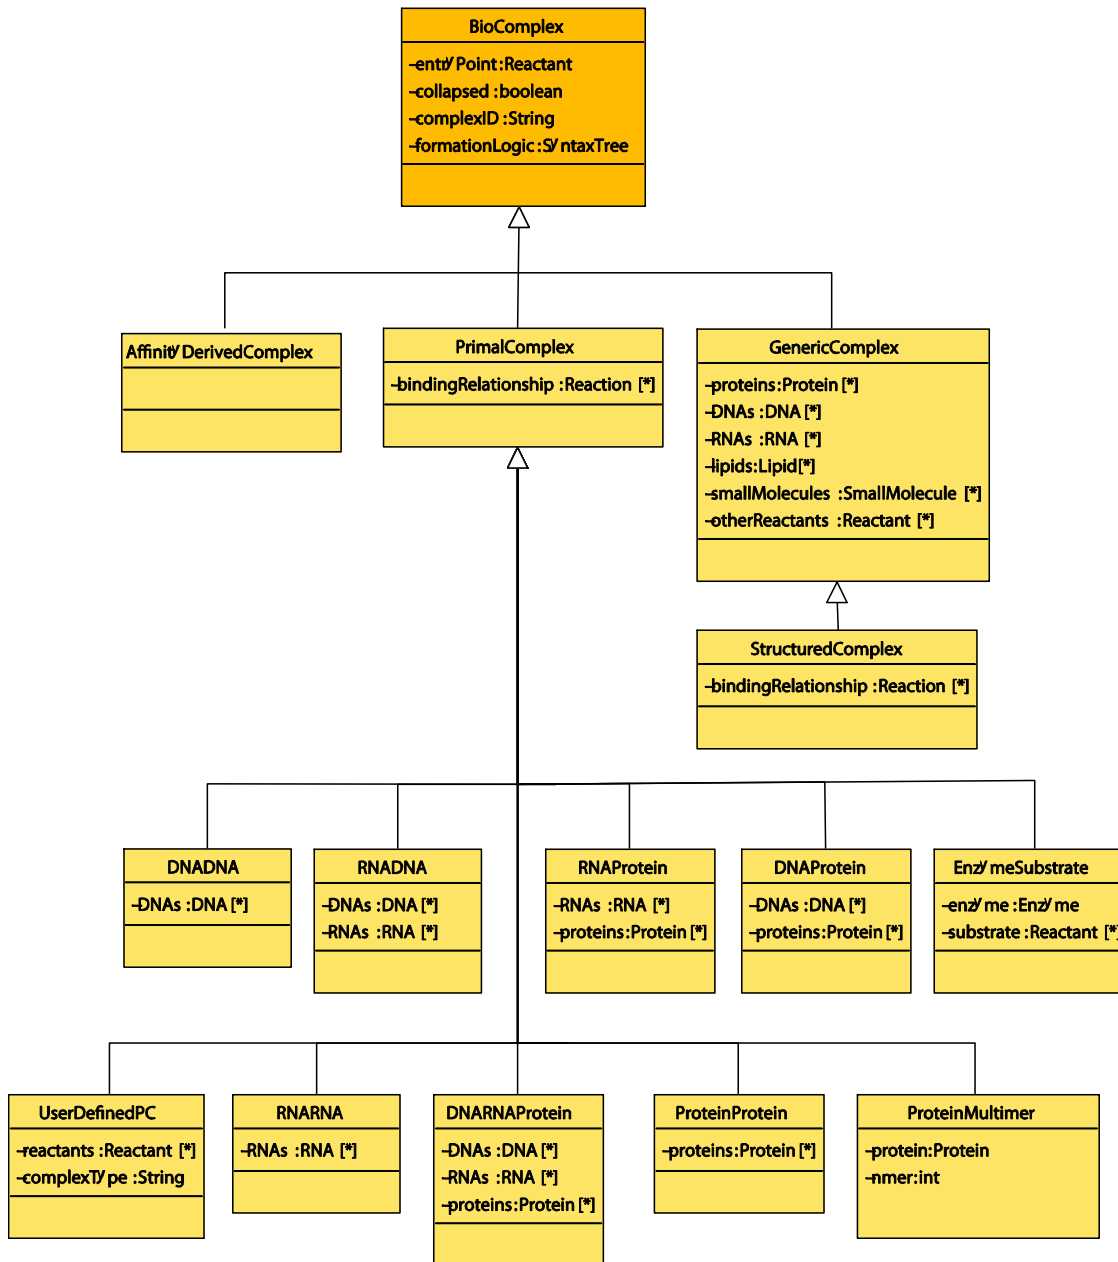 BioComplex
-entryPoint:Reactant
-collapsed :boolean
-complexID :String
-formationLogic :SyntaxTree
AffinityDerivedComplex
PrimalComplex
-bindingRelationship :Reaction [*]
GenericComplex
-proteins:Protein [*]
-DNAs :DNA [*]
-RNAs :RNA [*]
-lipids:Lipid[*]
-smallMolecules :SmallMolecule [*]
-otherReactants :Reactant [*]
StructuredComplex
-bindingRelationship :Reaction [*]
DNADNA
-DNAs :DNA [*]
RNADNA
-DNAs :DNA [*]
-RNAs :RNA [*]
RNAProtein
-RNAs :RNA [*]
-proteins:Protein [*]
DNAProtein
-DNAs :DNA [*]
-proteins:Protein [*]
EnzymeSubstrate
-enzyme :Enzyme
-substrate :Reactant [*]
UserDefinedPC
-reactants :Reactant [*]
-complexType :String
RNARNA
-RNAs :RNA [*]
DNARNAProtein
-DNAs :DNA [*]
-RNAs :RNA [*]
-proteins:Protein [*]
ProteinProtein
-proteins:Protein [*]
ProteinMultimer
-protein:Protein
-nmer:int